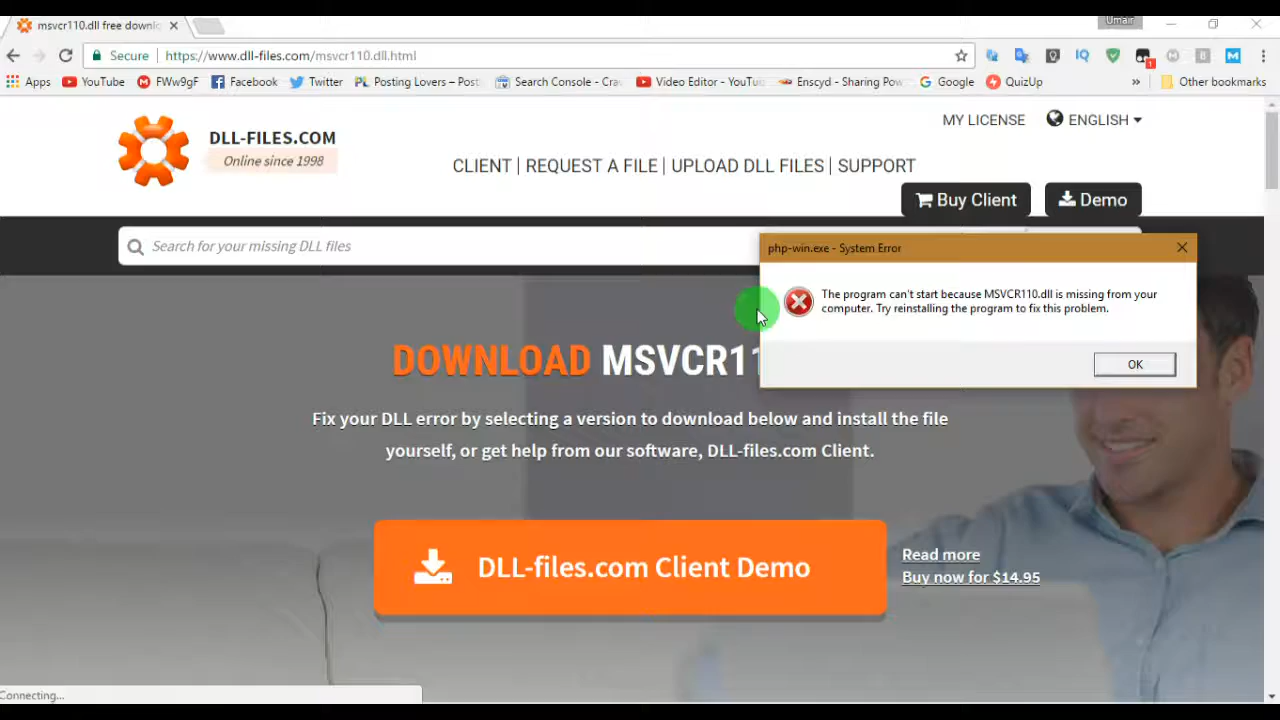 Umair
msvcr110.dll free downlo
Secure https://www.dll-files.com/msvcr110.dll.html
Apps YouTube FWw9gF Facebook Twitter Posting Lovers – Post Search Console - Cra Video Editor - YouTu Enscyd - Sharing Pow Google QuizUp » Other bookmarks
DLL-FILES.COM
Online since 1998
MY LICENSE ENGLISH
CLIENT | REQUEST A FILE | UPLOAD DLL FILES | SUPPORT
Buy Client Demo
Search for your missing DLL files
php-win.exe - System Error
The program can't start because MSVCR110.dll is missing from your
computer. Try reinstalling the program to fix this problem.
OK
DOWNLOAD MSVCR11
Fix your DLL error by selecting a version to download below and install the file
yourself, or get help from our software, DLL-files.com Client.
DLL-files.com Client Demo
Read more
Buy now for $14.95
Connecting...